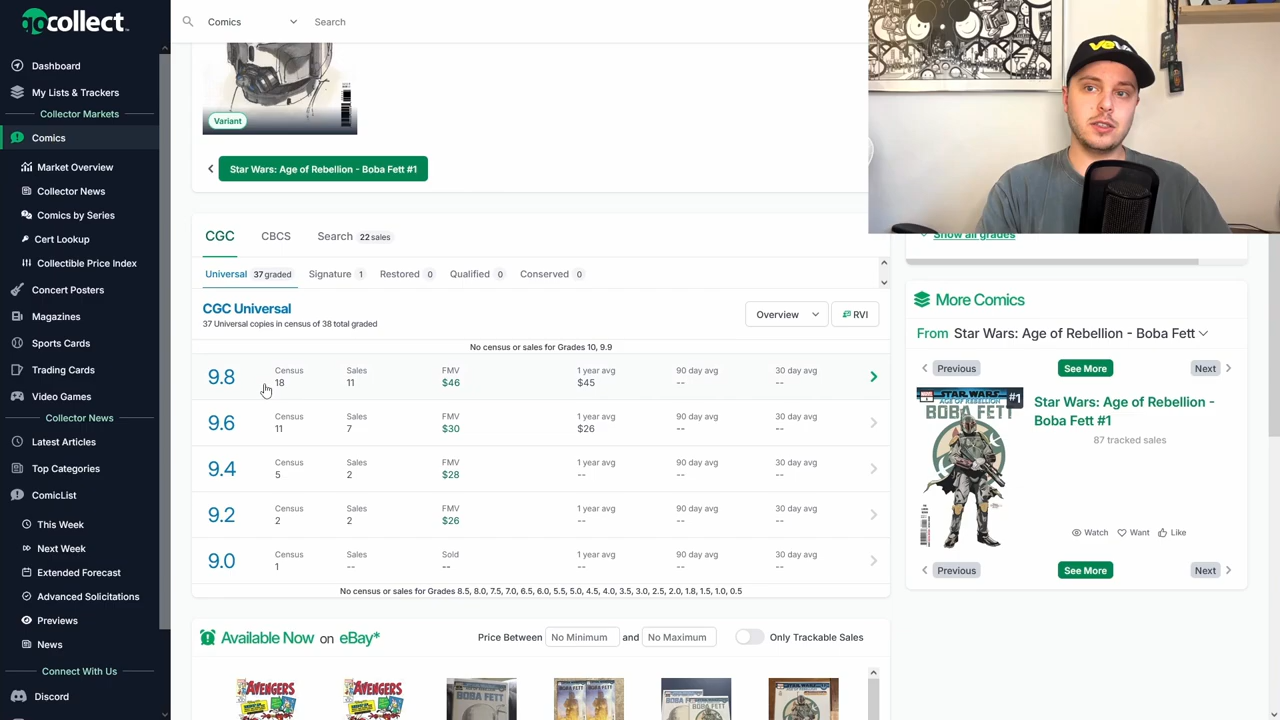 gocollect
Comics
Search
Dashboard
My Lists & Trackers
Collector Markets
Comics
Market Overview
Collector News
Comics by Series
Cert Lookup
Collectible Price Index
Concert Posters
Magazines
Sports Cards
Trading Cards
Video Games
Collector News
Latest Articles
Top Categories
ComicList
This Week
Next Week
Extended Forecast
Advanced Solicitations
Previews
News
Connect With Us
Discord
Variant
Star Wars: Age of Rebellion - Boba Fett #1
CGC CBCS Search 22 sales
Universal 37 graded Signature 1 Restored 0 Qualified 0 Conserved 0
CGC Universal
37 Universal copies in census of 38 total graded
Overview RVI
No census or sales for Grades 10, 9.9
Census Sales FMV 1 year avg 90 day avg 30 day avg
9.8 18 11 $46 $45 -- --
Census Sales FMV 1 year avg 90 day avg 30 day avg
9.6 11 7 $30 $26 -- --
Census Sales FMV 1 year avg 90 day avg 30 day avg
9.4 5 2 $28 -- -- --
Census Sales FMV 1 year avg 90 day avg 30 day avg
9.2 2 2 $26 -- -- --
Census Sales Sold 1 year avg 90 day avg 30 day avg
9.0 1 -- -- -- -- --
No census or sales for Grades 8.5, 8.0, 7.5, 7.0, 6.5, 6.0, 5.5, 5.0, 4.5, 4.0, 3.5, 3.0, 2.5, 2.0, 1.8, 1.5, 1.0, 0.5
Available Now on eBay*
Price Between No Minimum and No Maximum Only Trackable Sales
AVENGERS
AVENGERS
BOBA FETT
BOBA FETT
BOBA FETT
Show all grades
More Comics
From Star Wars: Age of Rebellion - Boba Fett
Previous See More Next
STAR WARS
AGE OF REBELLION
BOBA FETT
#1
Star Wars: Age of Rebellion -
Boba Fett #1
87 tracked sales
Watch Want Like
Previous See More Next